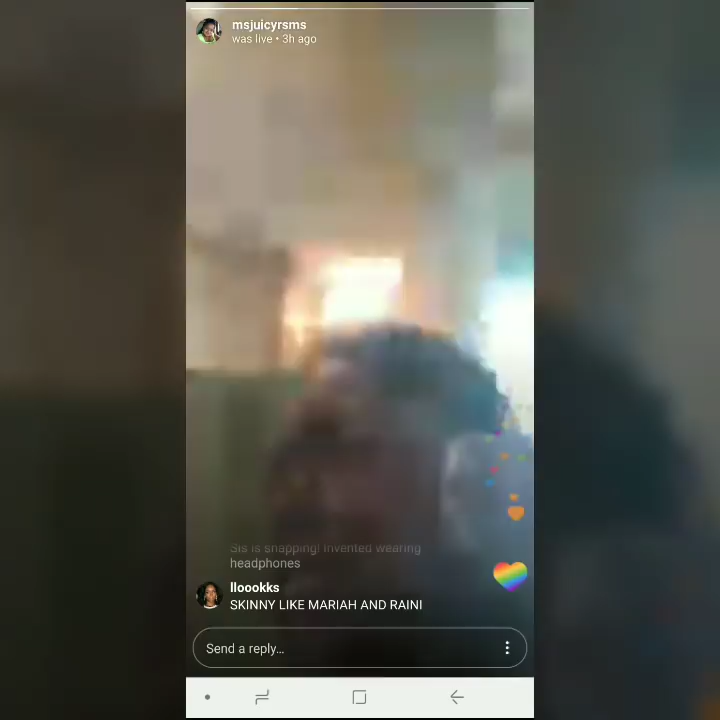 msjuicyrsms
was live • 3h ago
Sis is snapping! Invented wearing
headphones
lloookks
SKINNY LIKE MARIAH AND RAINI
Send a reply...